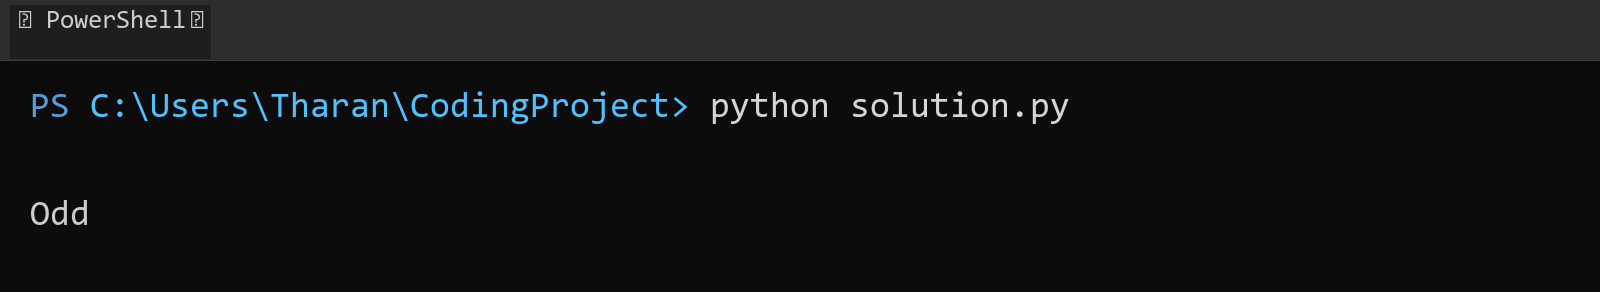 PowerShell
PS C:\Users\Tharan\CodingProject> python solution.py
Odd